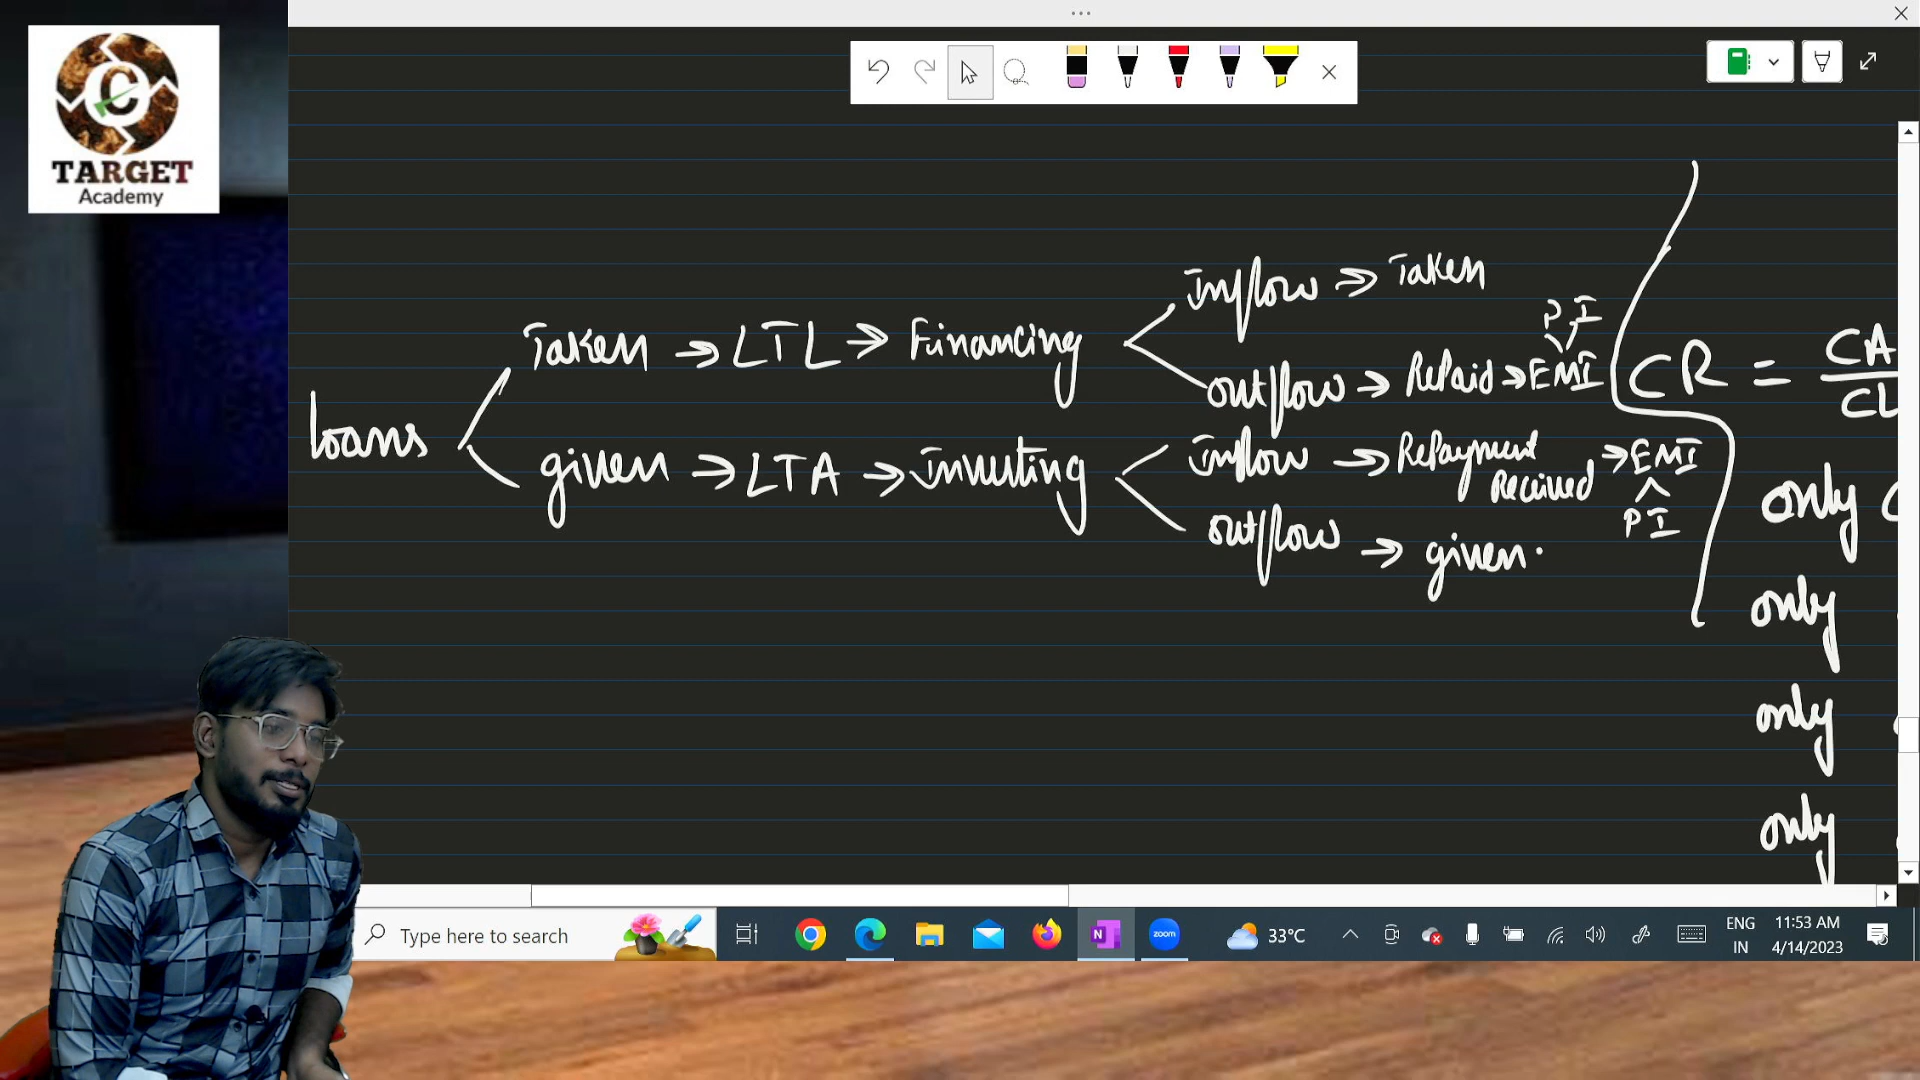 TARGET
Academy
Inflow → Taken
P I
Taken → LTL → Financing
outflow → Repaid → EMI
CR = CA
CL
loans
given → LTA → Investing
Inflow → Repayment Received → EMI
P I
outflow → given.
only
only
only
only
Type here to search
zoom
33°C
ENG
IN
11:53 AM
4/14/2023